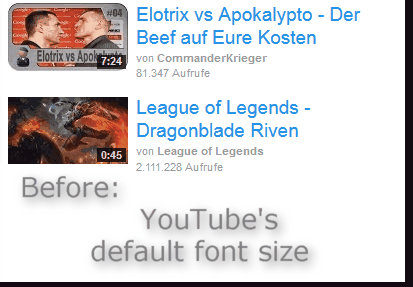 #04
Elotrix vs Apokalypto
7:24
Elotrix vs Apokalypto - Der
Beef auf Eure Kosten
von CommanderKrieger
81.347 Aufrufe
0:45
League of Legends -
Dragonblade Riven
von League of Legends
2.111.228 Aufrufe
Before:
YouTube's
default font size